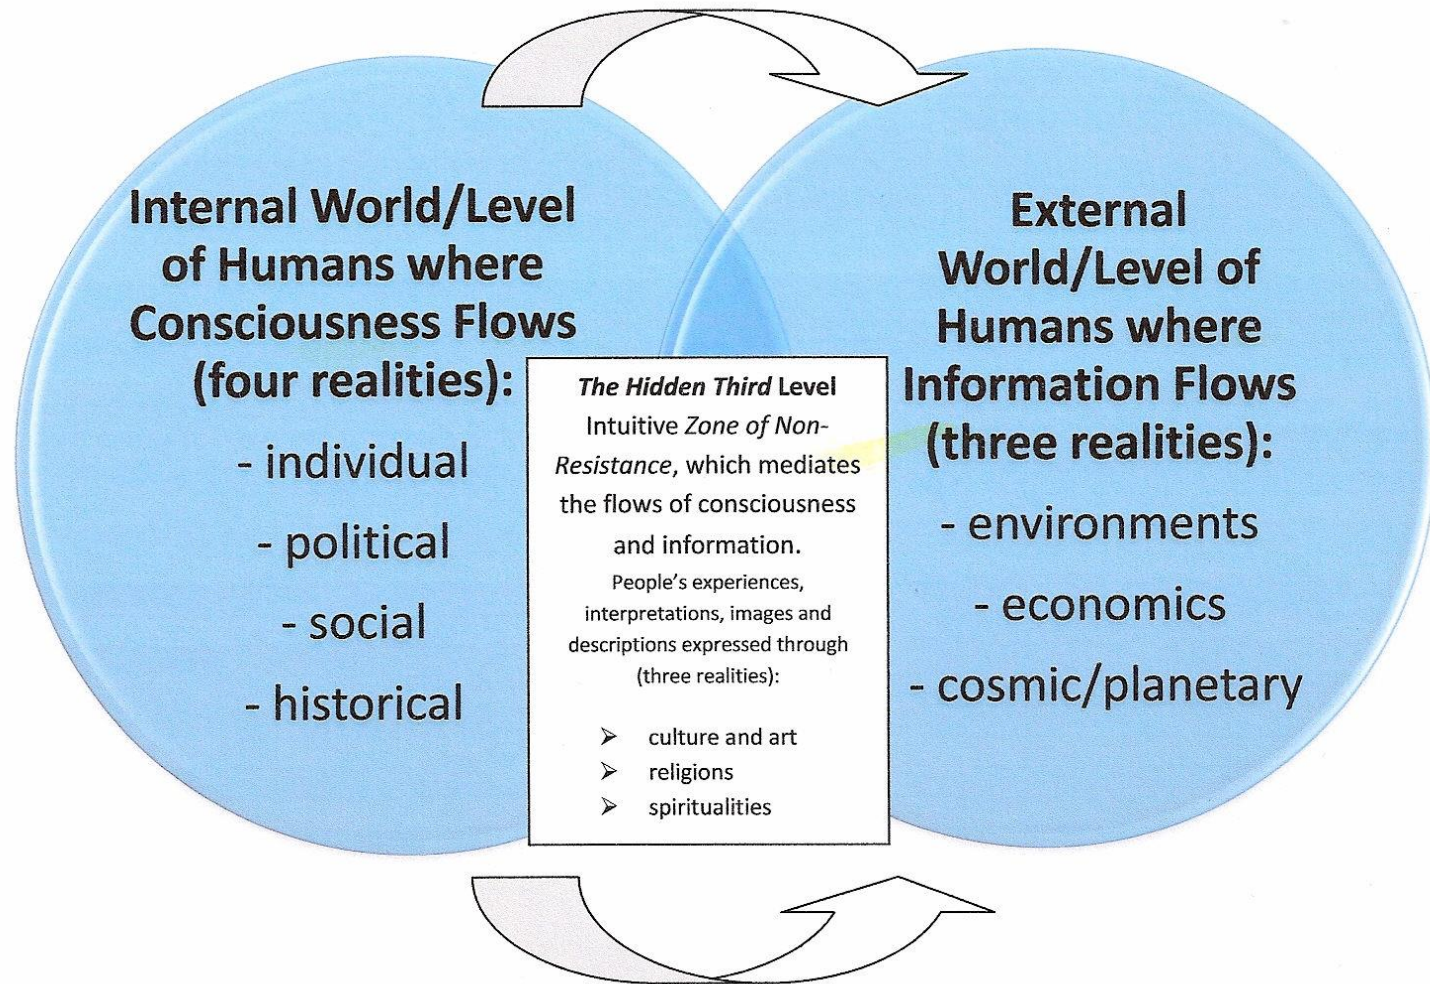 Internal World/Level
of Humans where
Consciousness Flows
(four realities):
- individual
- political
- social
- historical
The Hidden Third Level
Intuitive Zone of Non-
Resistance, which mediates
the flows of consciousness
and information.
People’s experiences,
interpretations, images and
descriptions expressed through
(three realities):
➢ culture and art
➢ religions
➢ spiritualities
External
World/Level of
Humans where
Information Flows
(three realities):
- environments
- economics
- cosmic/planetary